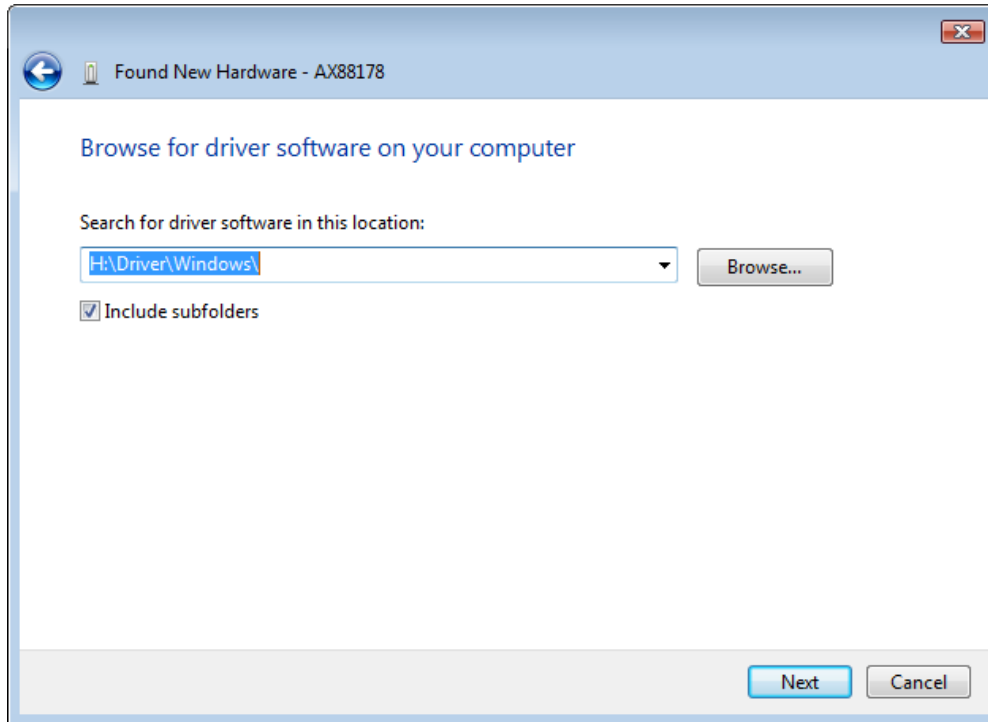 Found New Hardware - AX88178
Browse for driver software on your computer
Search for driver software in this location:
H:\Driver\Windows\
Browse...
Include subfolders
Next
Cancel